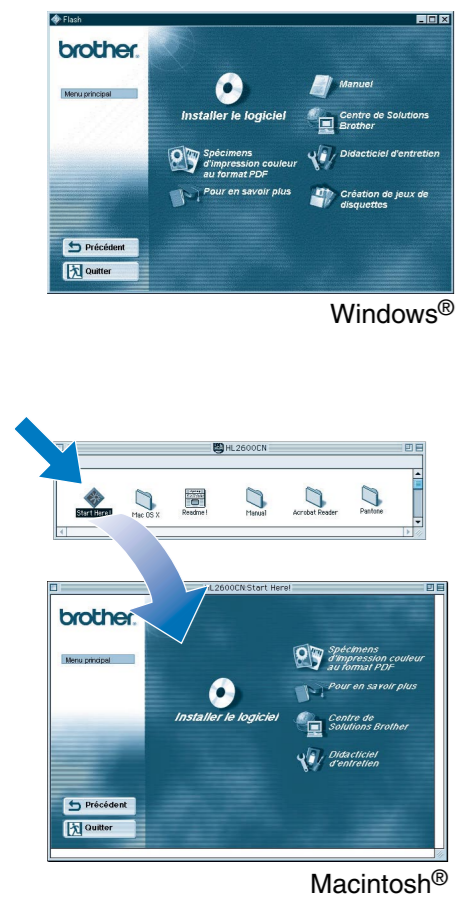 Flash
brother.
Menu principal
Installer le logiciel
Manuel
Centre de Solutions
Brother
Spécimens
d'impression couleur
au format PDF
Didacticiel d'entretien
Pour en savoir plus
Création de jeux de
disquettes
Précédent
Quitter
Windows®
HL2600CN
Start Here!
Mac OS X
Readme!
Manual
Acrobat Reader
Pantone
HL2600CN:Start Here!
brother.
Menu principal
Spécimens
d'impression couleur
au format PDF
Pour en savoir plus
Installer le logiciel
Centre de
Solutions Brother
Didacticiel
d'entretien
Précédent
Quitter
Macintosh®